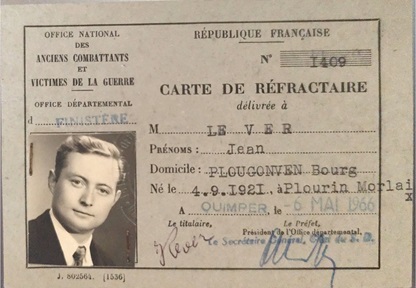 OFFICE NATIONAL
DES
ANCIENS COMBATTANTS
ET
VICTIMES DE LA GUERRE
OFFICE DÉPARTEMENTAL
d FINISTÈRE
J. 802564. [1536]
RÉPUBLIQUE FRANÇAISE
N° 1409
CARTE DE RÉFRACTAIRE
délivrée à
M LE VER
PRÉNOMS : Jean
Domicile : PLOUGONVEN Bourg
Né le 4.9.1921. à Plourin Morlaix
A QUIMPER, le -6 MAI 1966
Le titulaire, Le Préfet,
Président de l'Office départemental,
Le Secrétaire Général,